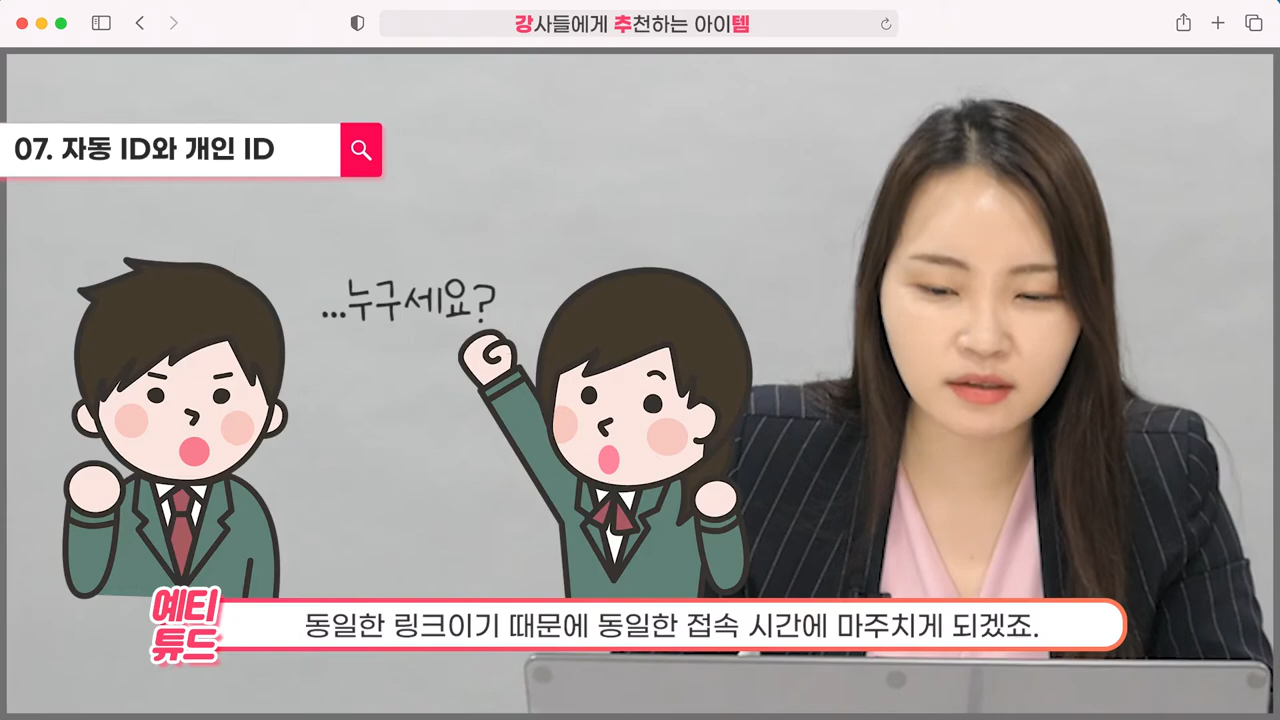 강사들에게 추천하는 아이템
07. 자동 ID와 개인 ID
...누구세요?
예티
튜드
동일한 링크이기 때문에 동일한 접속 시간에 마주치게 되겠죠.